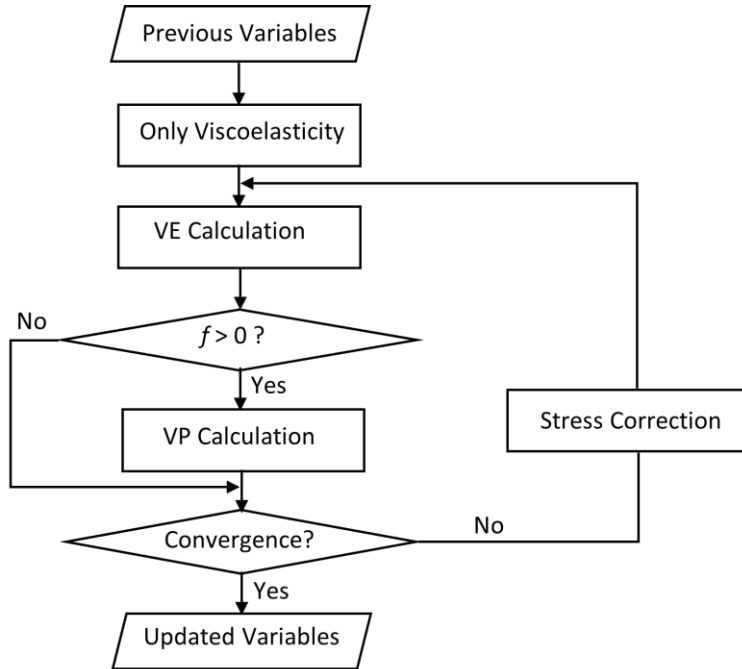 Previous Variables
Only Viscoelasticity
VE Calculation
No
f > 0 ?
Yes
VP Calculation
Stress Correction
Convergence?
No
Yes
Updated Variables